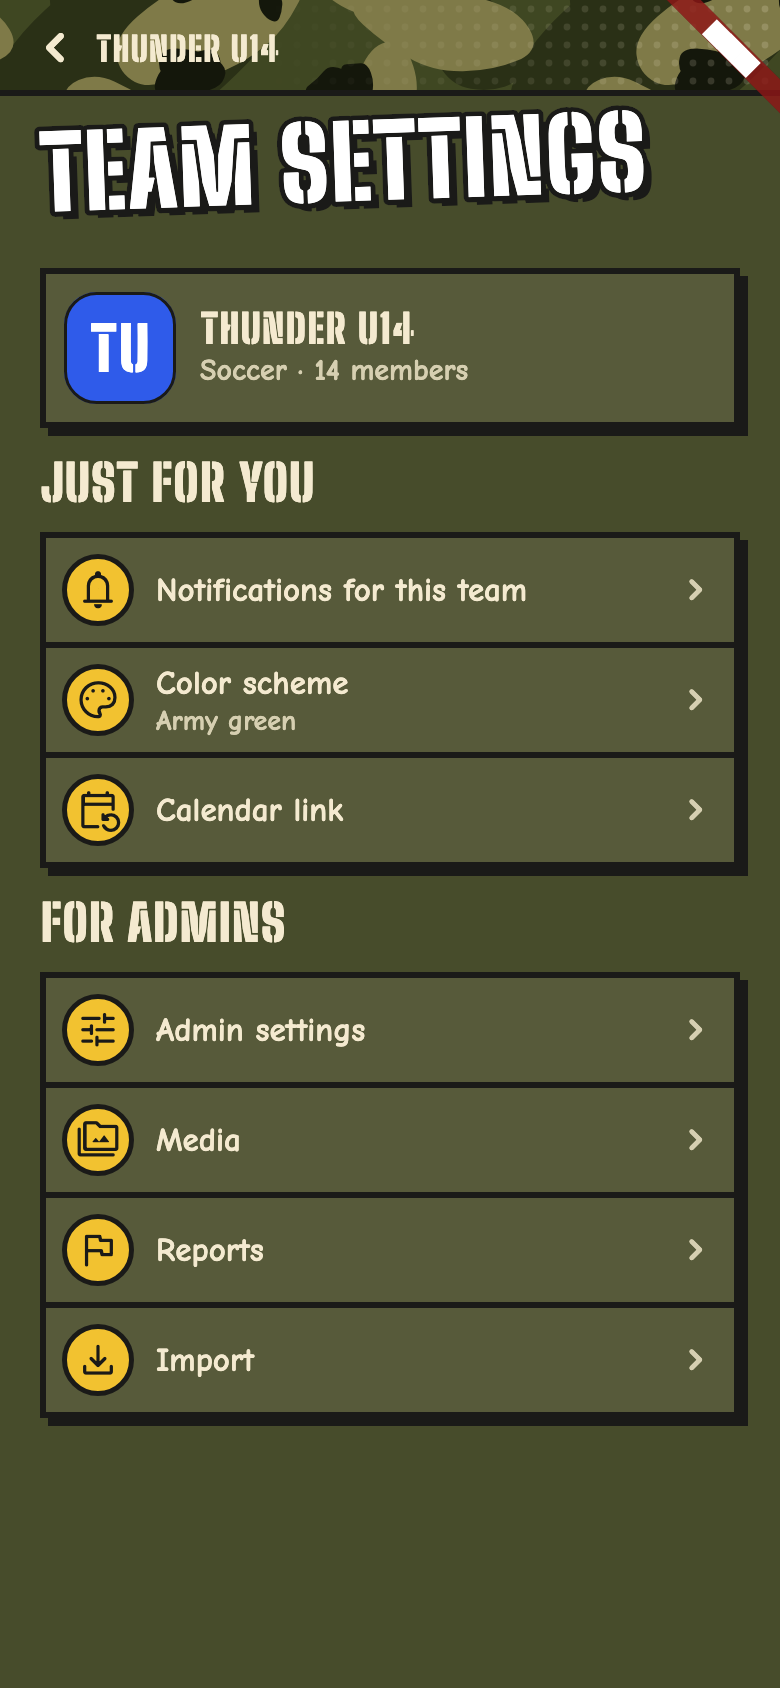 THUNDER U14
TEAM SETTINGS
TU
THUNDER U14
Soccer · 14 members
JUST FOR YOU
Notifications for this team
Color scheme
Army green
Calendar link
FOR ADMINS
Admin settings
Media
Reports
Import